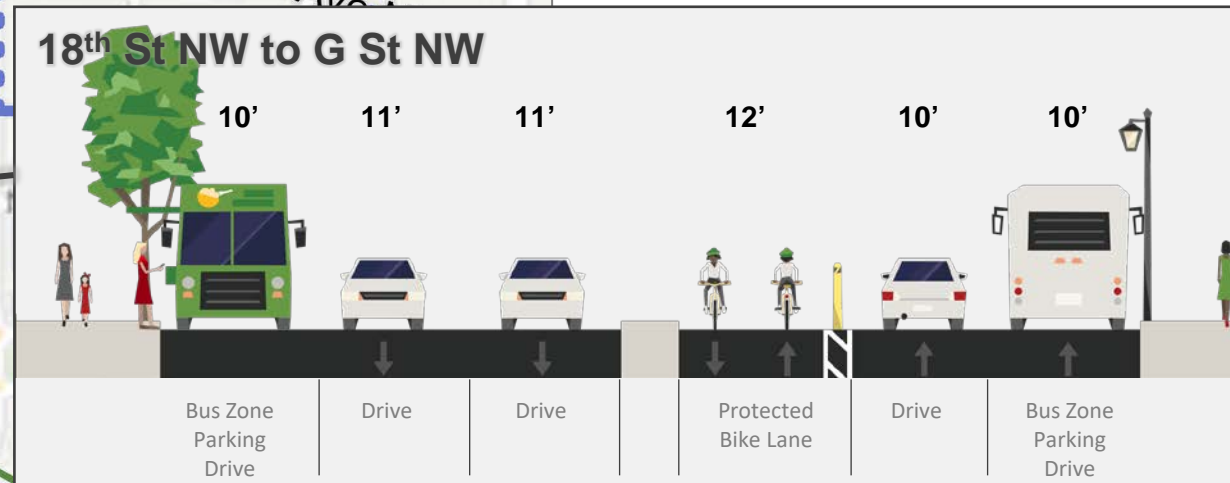 18th St NW to G St NW
10’ 11’ 11’ 12’ 10’ 10’
Bus Zone
Parking
Drive
Drive
Drive
Protected
Bike Lane
Drive
Bus Zone
Parking
Drive